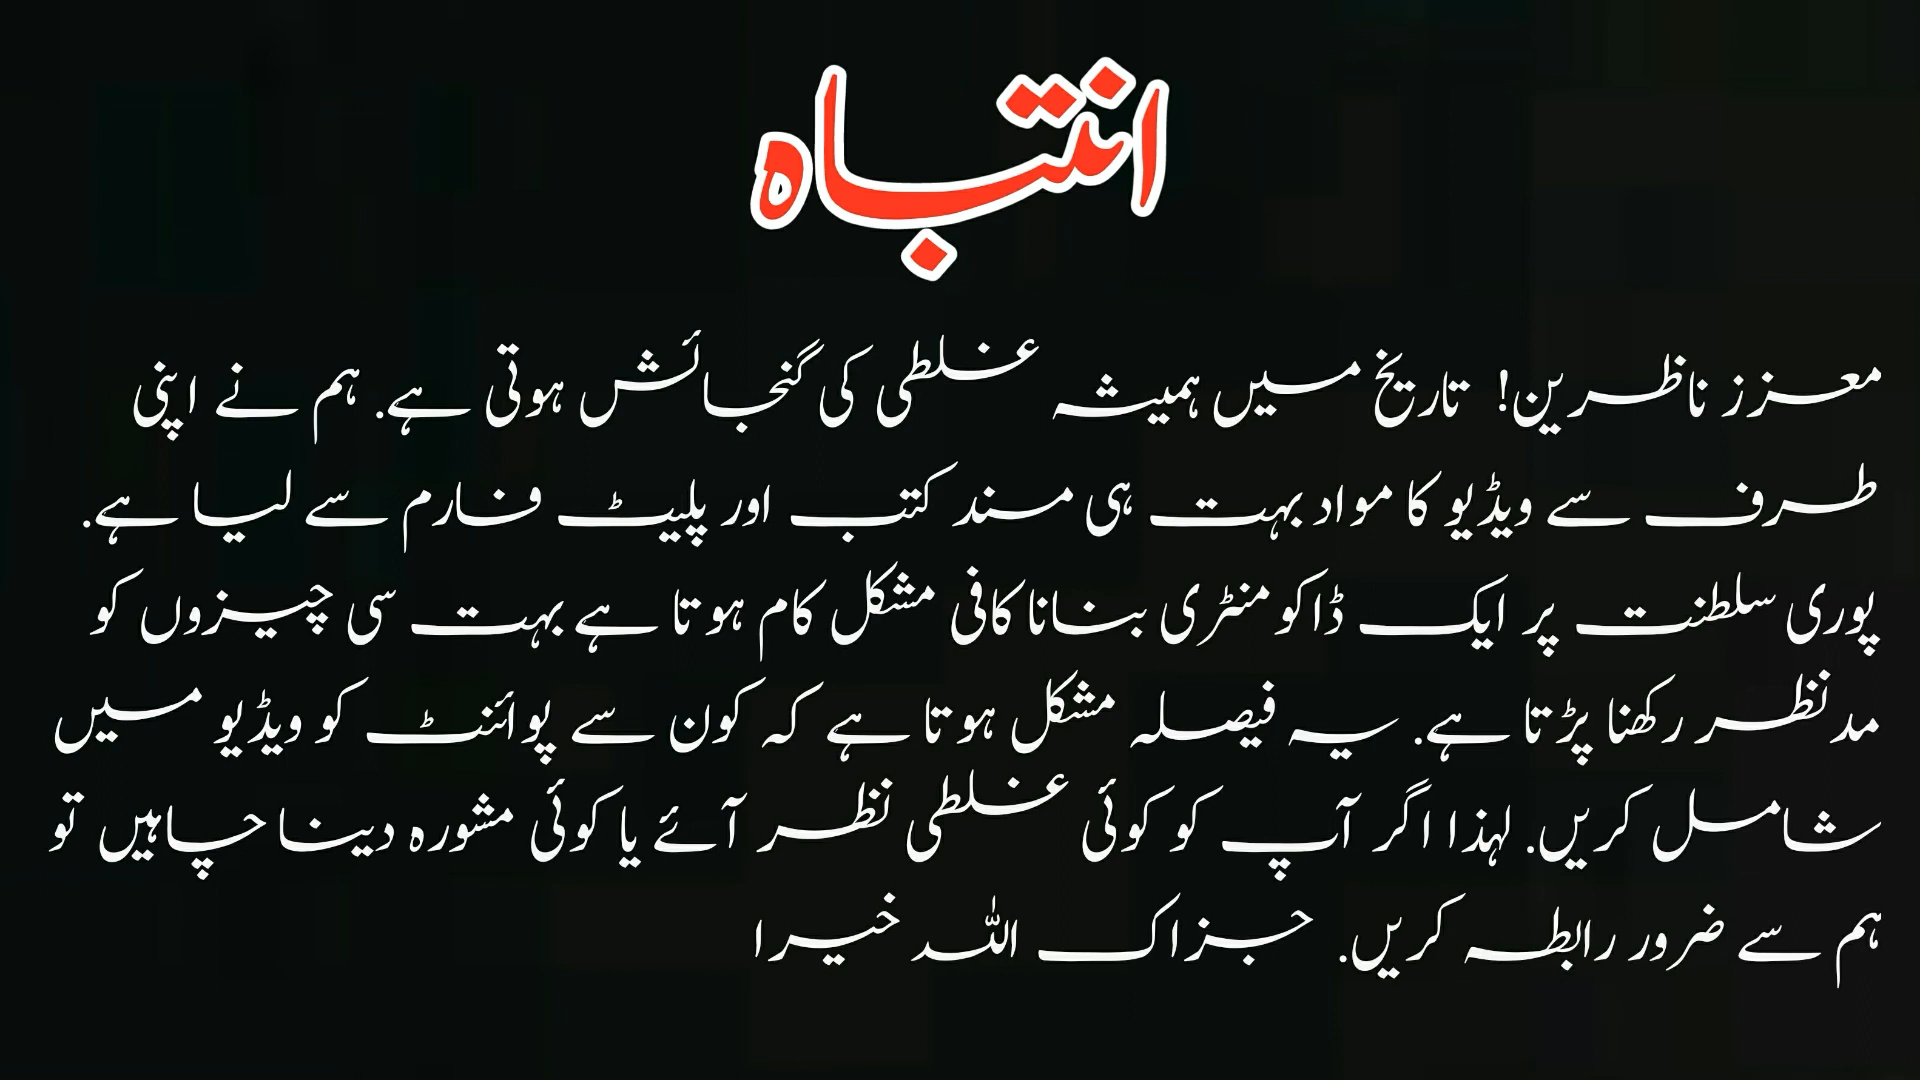 انتباہ
معزز ناظرین! تاریخ میں ہمیشہ غلطی کی گنجائش ہوتی ہے. ہم نے اپنی
طرف سے ویڈیو کا مواد بہت ہی مسند کتب اور پلیٹ فارم سے لیا ہے.
پوری سلطنت پر ایک ڈاکومنٹری بنانا کافی مشکل کام ہوتا ہے بہت سی چیزوں کو
مدنظر رکھنا پڑتا ہے. یہ فیصلہ مشکل ہوتا ہے کہ کون سے پوائنٹ کو ویڈیو میں
شامل کریں. لہذا اگر آپ کو کوئی غلطی نظر آئے یا کوئی مشورہ دینا چاہیں تو
ہم سے ضرور رابطہ کریں. جزاک اللہ خیرا